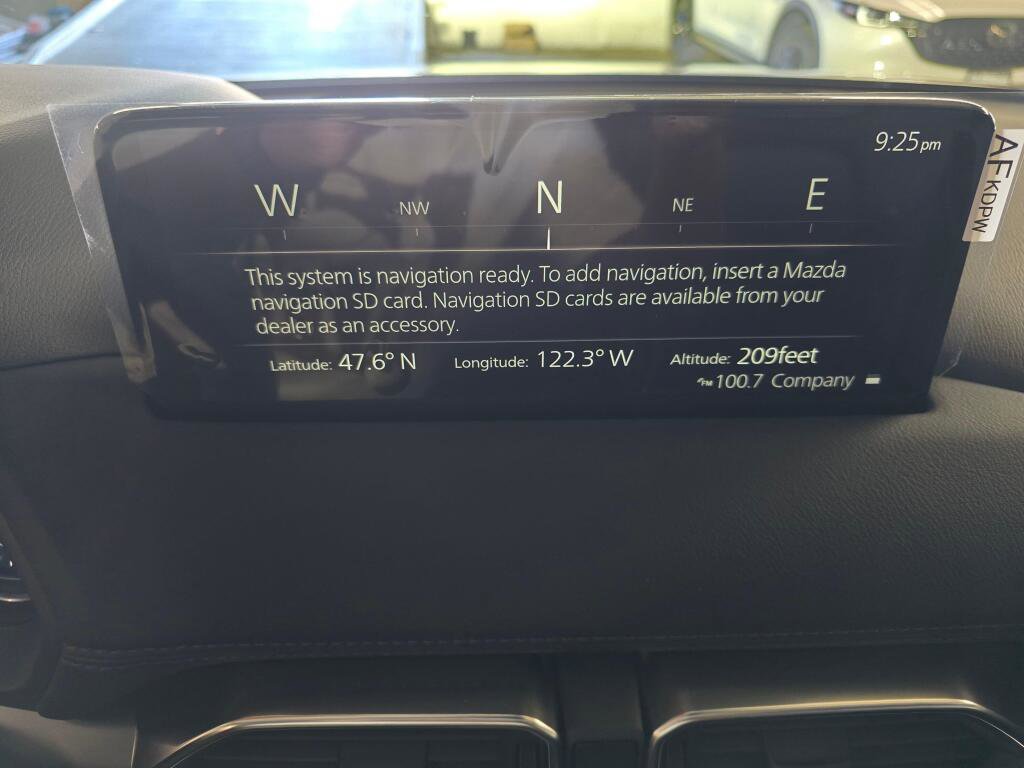 9:25pm
W NW N NE E
This system is navigation ready. To add navigation, insert a Mazda
navigation SD card. Navigation SD cards are available from your
dealer as an accessory.
Latitude: 47.6° N Longitude: 122.3° W Altitude: 209feet
FM 100.7 Company
AF KDPW